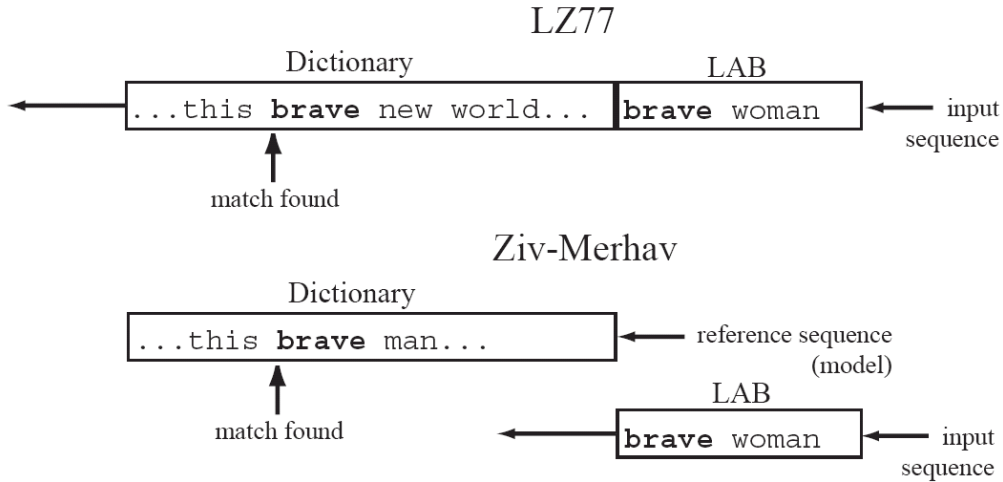 LZ77
Dictionary
LAB
...this brave new world...
brave woman
input
sequence
match found
Ziv-Merhav
Dictionary
...this brave man...
reference sequence
(model)
match found
LAB
brave woman
input
sequence